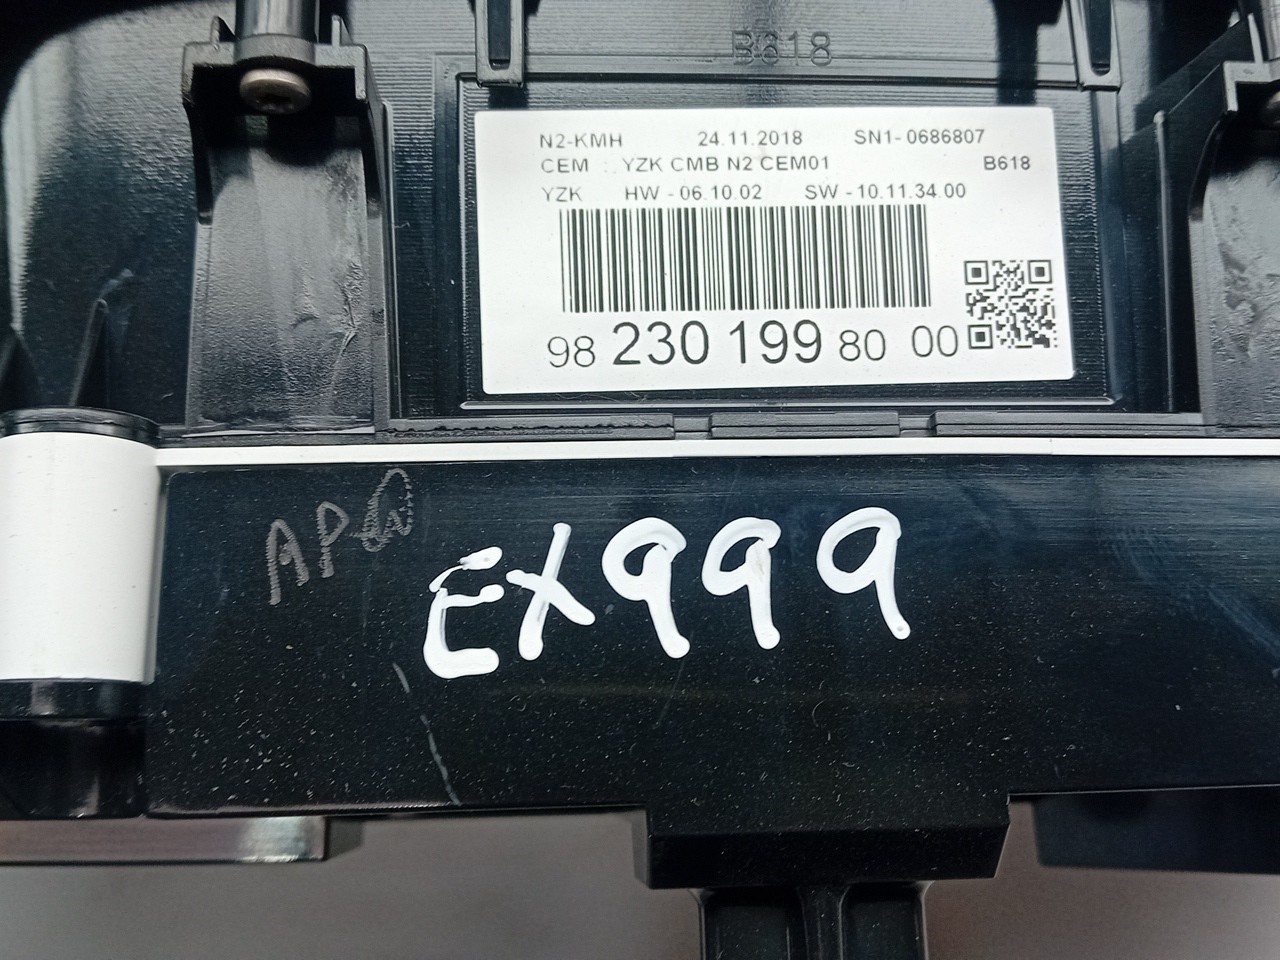 B618
N2-KMH 24.11.2018 SN1- 0686807
CEM : YZK CMB N2 CEM01 B618
YZK HW - 06.10.02 SW - 10.11.34.00
98 230 199 80 00
EX999